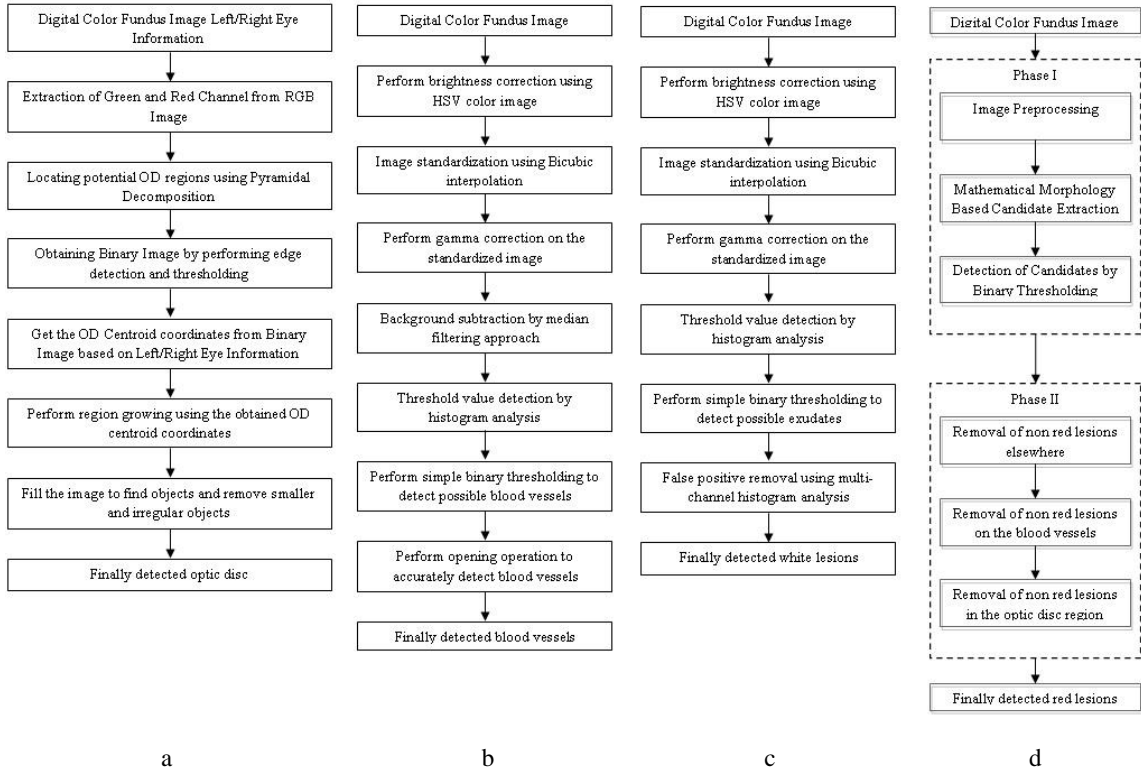 Digital Color Fundus Image Left/Right Eye
Information
Extraction of Green and Red Channel from RGB
Image
Locating potential OD regions using Pyramidal
Decomposition
Obtaining Binary Image by performing edge
detection and thresholding
Get the OD Centroid coordinates from Binary
Image based on Left/Right Eye Information
Perform region growing using the obtained OD
centroid coordinates
Fill the image to find objects and remove smaller
and irregular objects
Finally detected optic disc
a
Digital Color Fundus Image
Perform brightness correction using
HSV color image
Image standardization using Bicubic
interpolation
Perform gamma correction on the
standardized image
Background subtraction by median
filtering approach
Threshold value detection by
histogram analysis
Perform simple binary thresholding to
detect possible blood vessels
Perform opening operation to
accurately detect blood vessels
Finally detected blood vessels
b
Digital Color Fundus Image
Perform brightness correction using
HSV color image
Image standardization using Bicubic
interpolation
Perform gamma correction on the
standardized image
Threshold value detection by
histogram analysis
Perform simple binary thresholding to
detect possible exudates
False positive removal using multi-
channel histogram analysis
Finally detected white lesions
c
Digital Color Fundus Image
Phase I
Image Preprocessing
Mathematical Morphology
Based Candidate Extraction
Detection of Candidates by
Binary Thresholding
Phase II
Removal of non red lesions
elsewhere
Removal of non red lesions
on the blood vessels
Removal of non red lesions
in the optic disc region
Finally detected red lesions
d